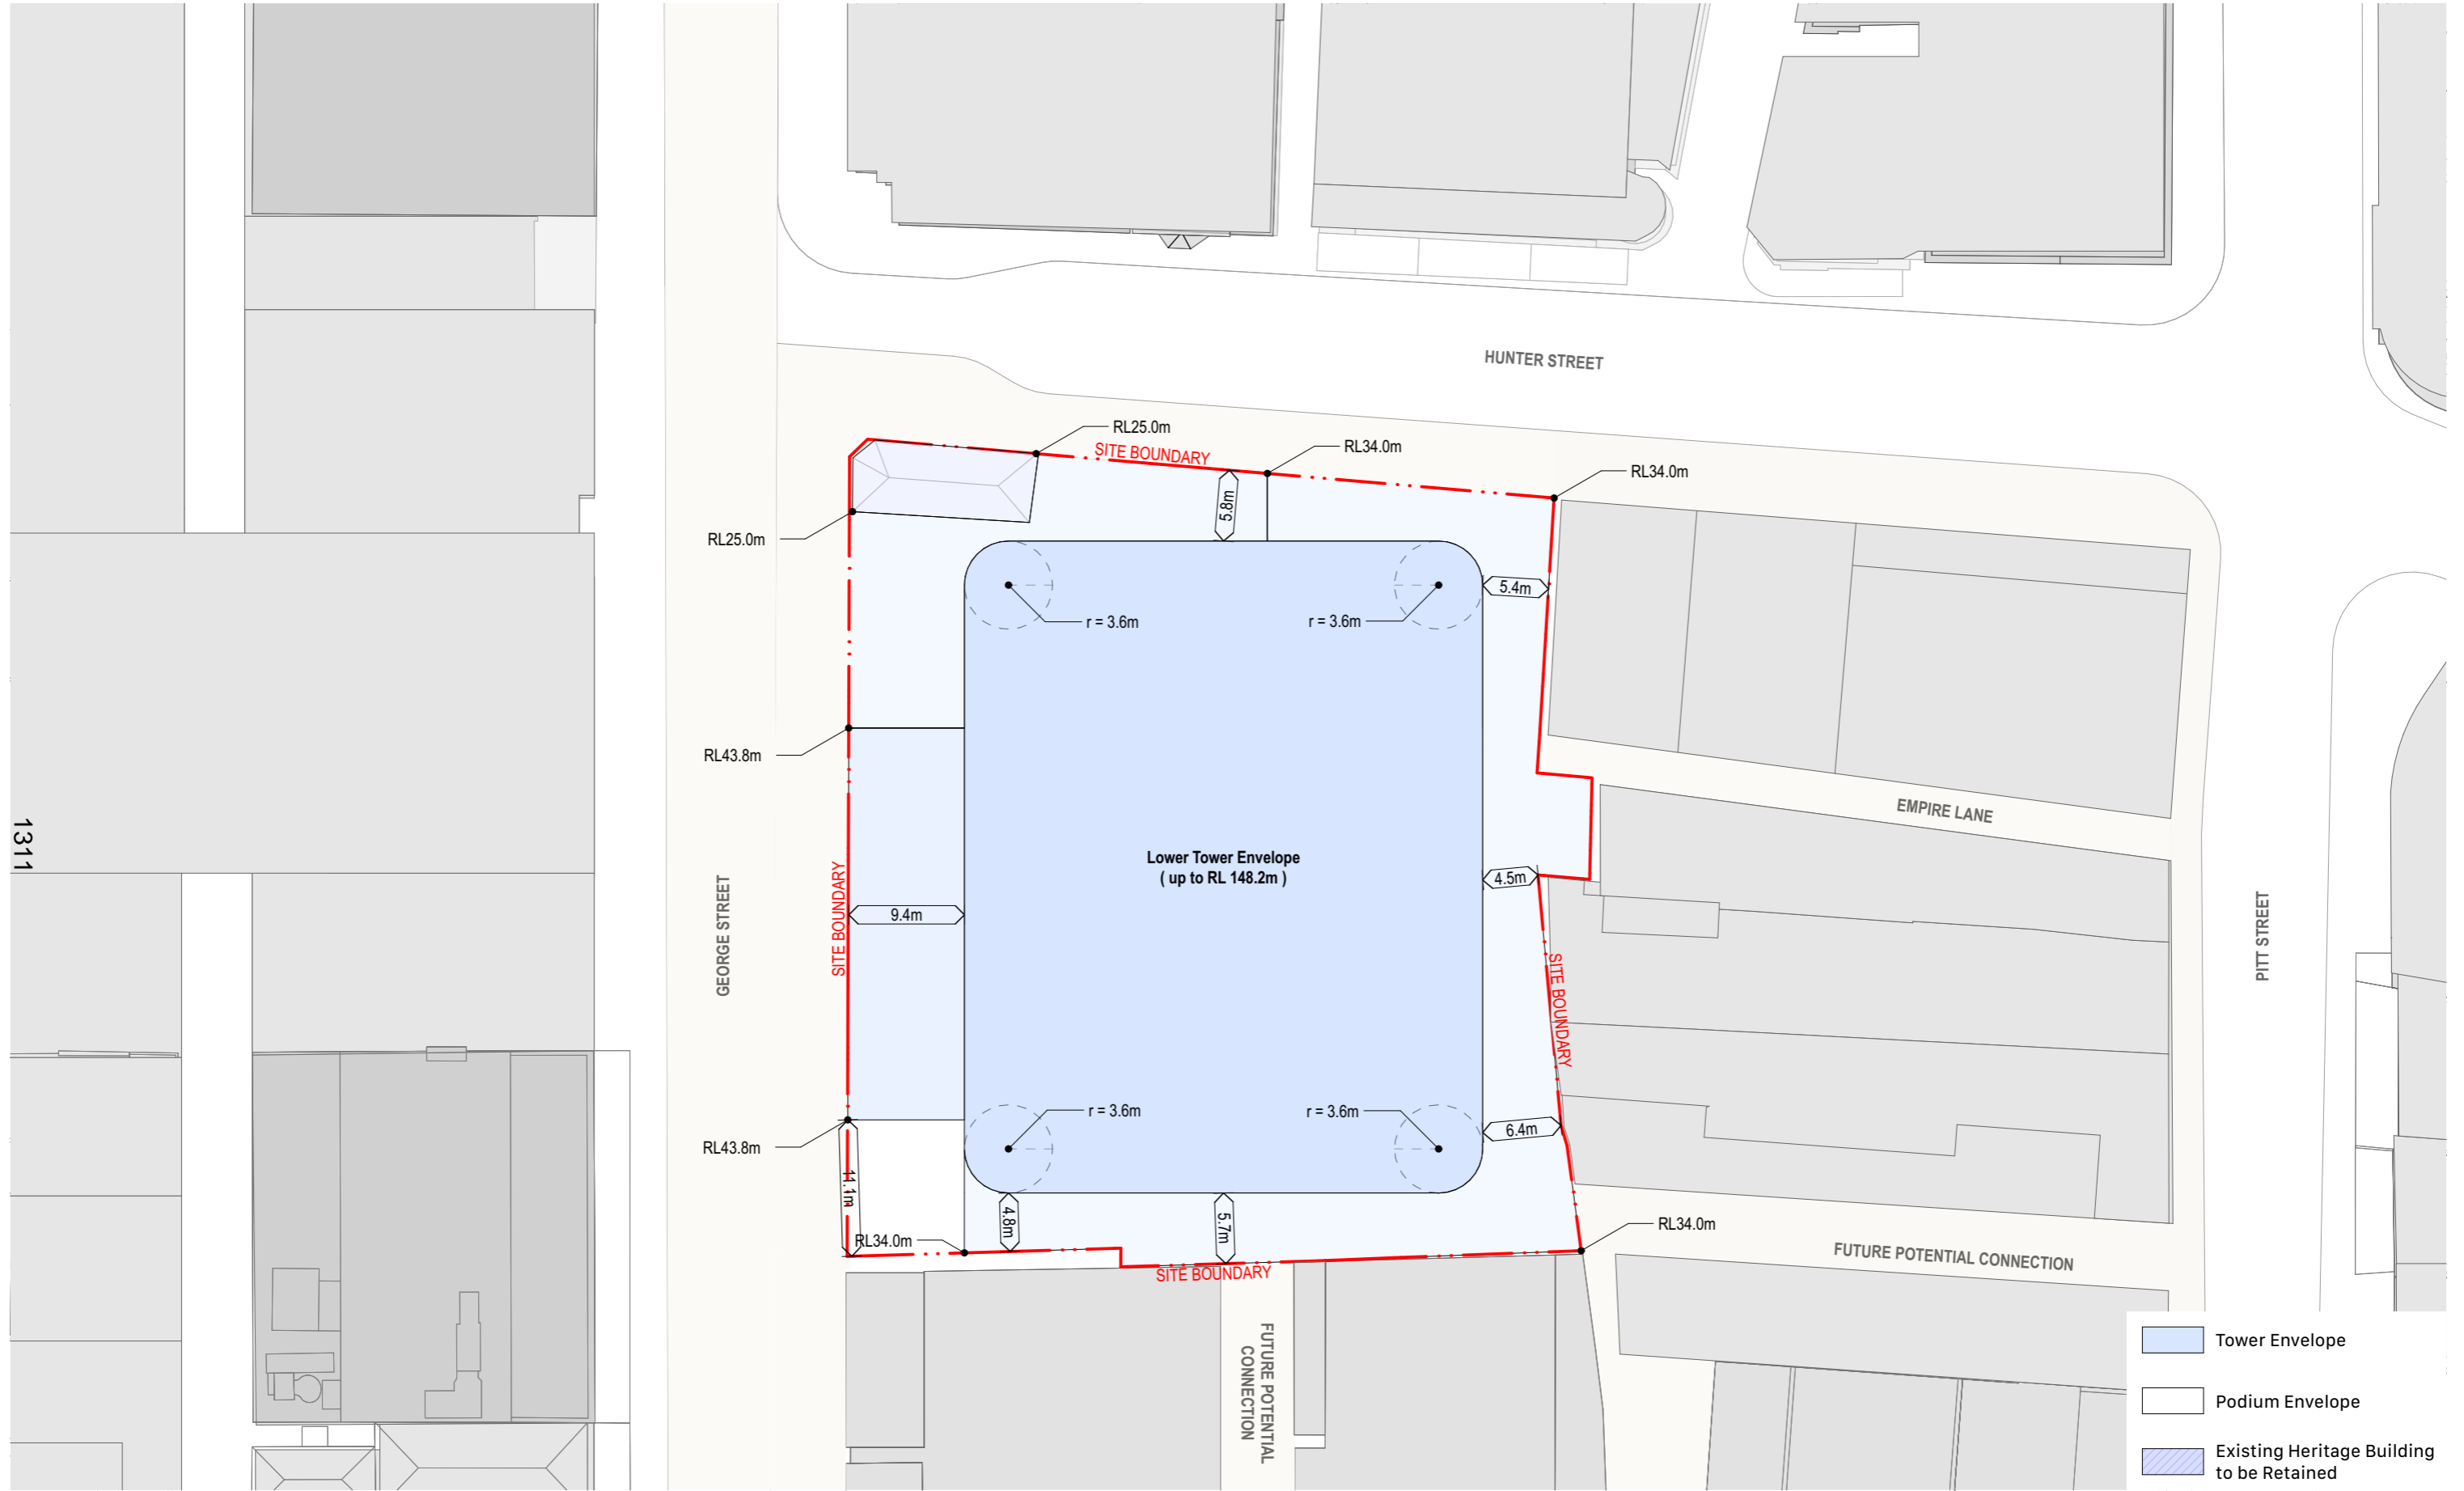 HUNTER STREET
RL25.0m
SITE BOUNDARY
RL34.0m
RL34.0m
5.8m
RL25.0m
5.4m
r = 3.6m
r = 3.6m
RL43.8m
EMPIRE LANE
1311
Lower Tower Envelope
( up to RL 148.2m )
SITE BOUNDARY
GEORGE STREET
9.4m
4.5m
SITE BOUNDARY
PITT STREET
r = 3.6m
r = 3.6m
6.4m
RL43.8m
11.1m
4.8m
5.7m
RL34.0m
RL34.0m
FUTURE POTENTIAL CONNECTION
SITE BOUNDARY
FUTURE POTENTIAL
CONNECTION
Tower Envelope
Podium Envelope
Existing Heritage Building
to be Retained